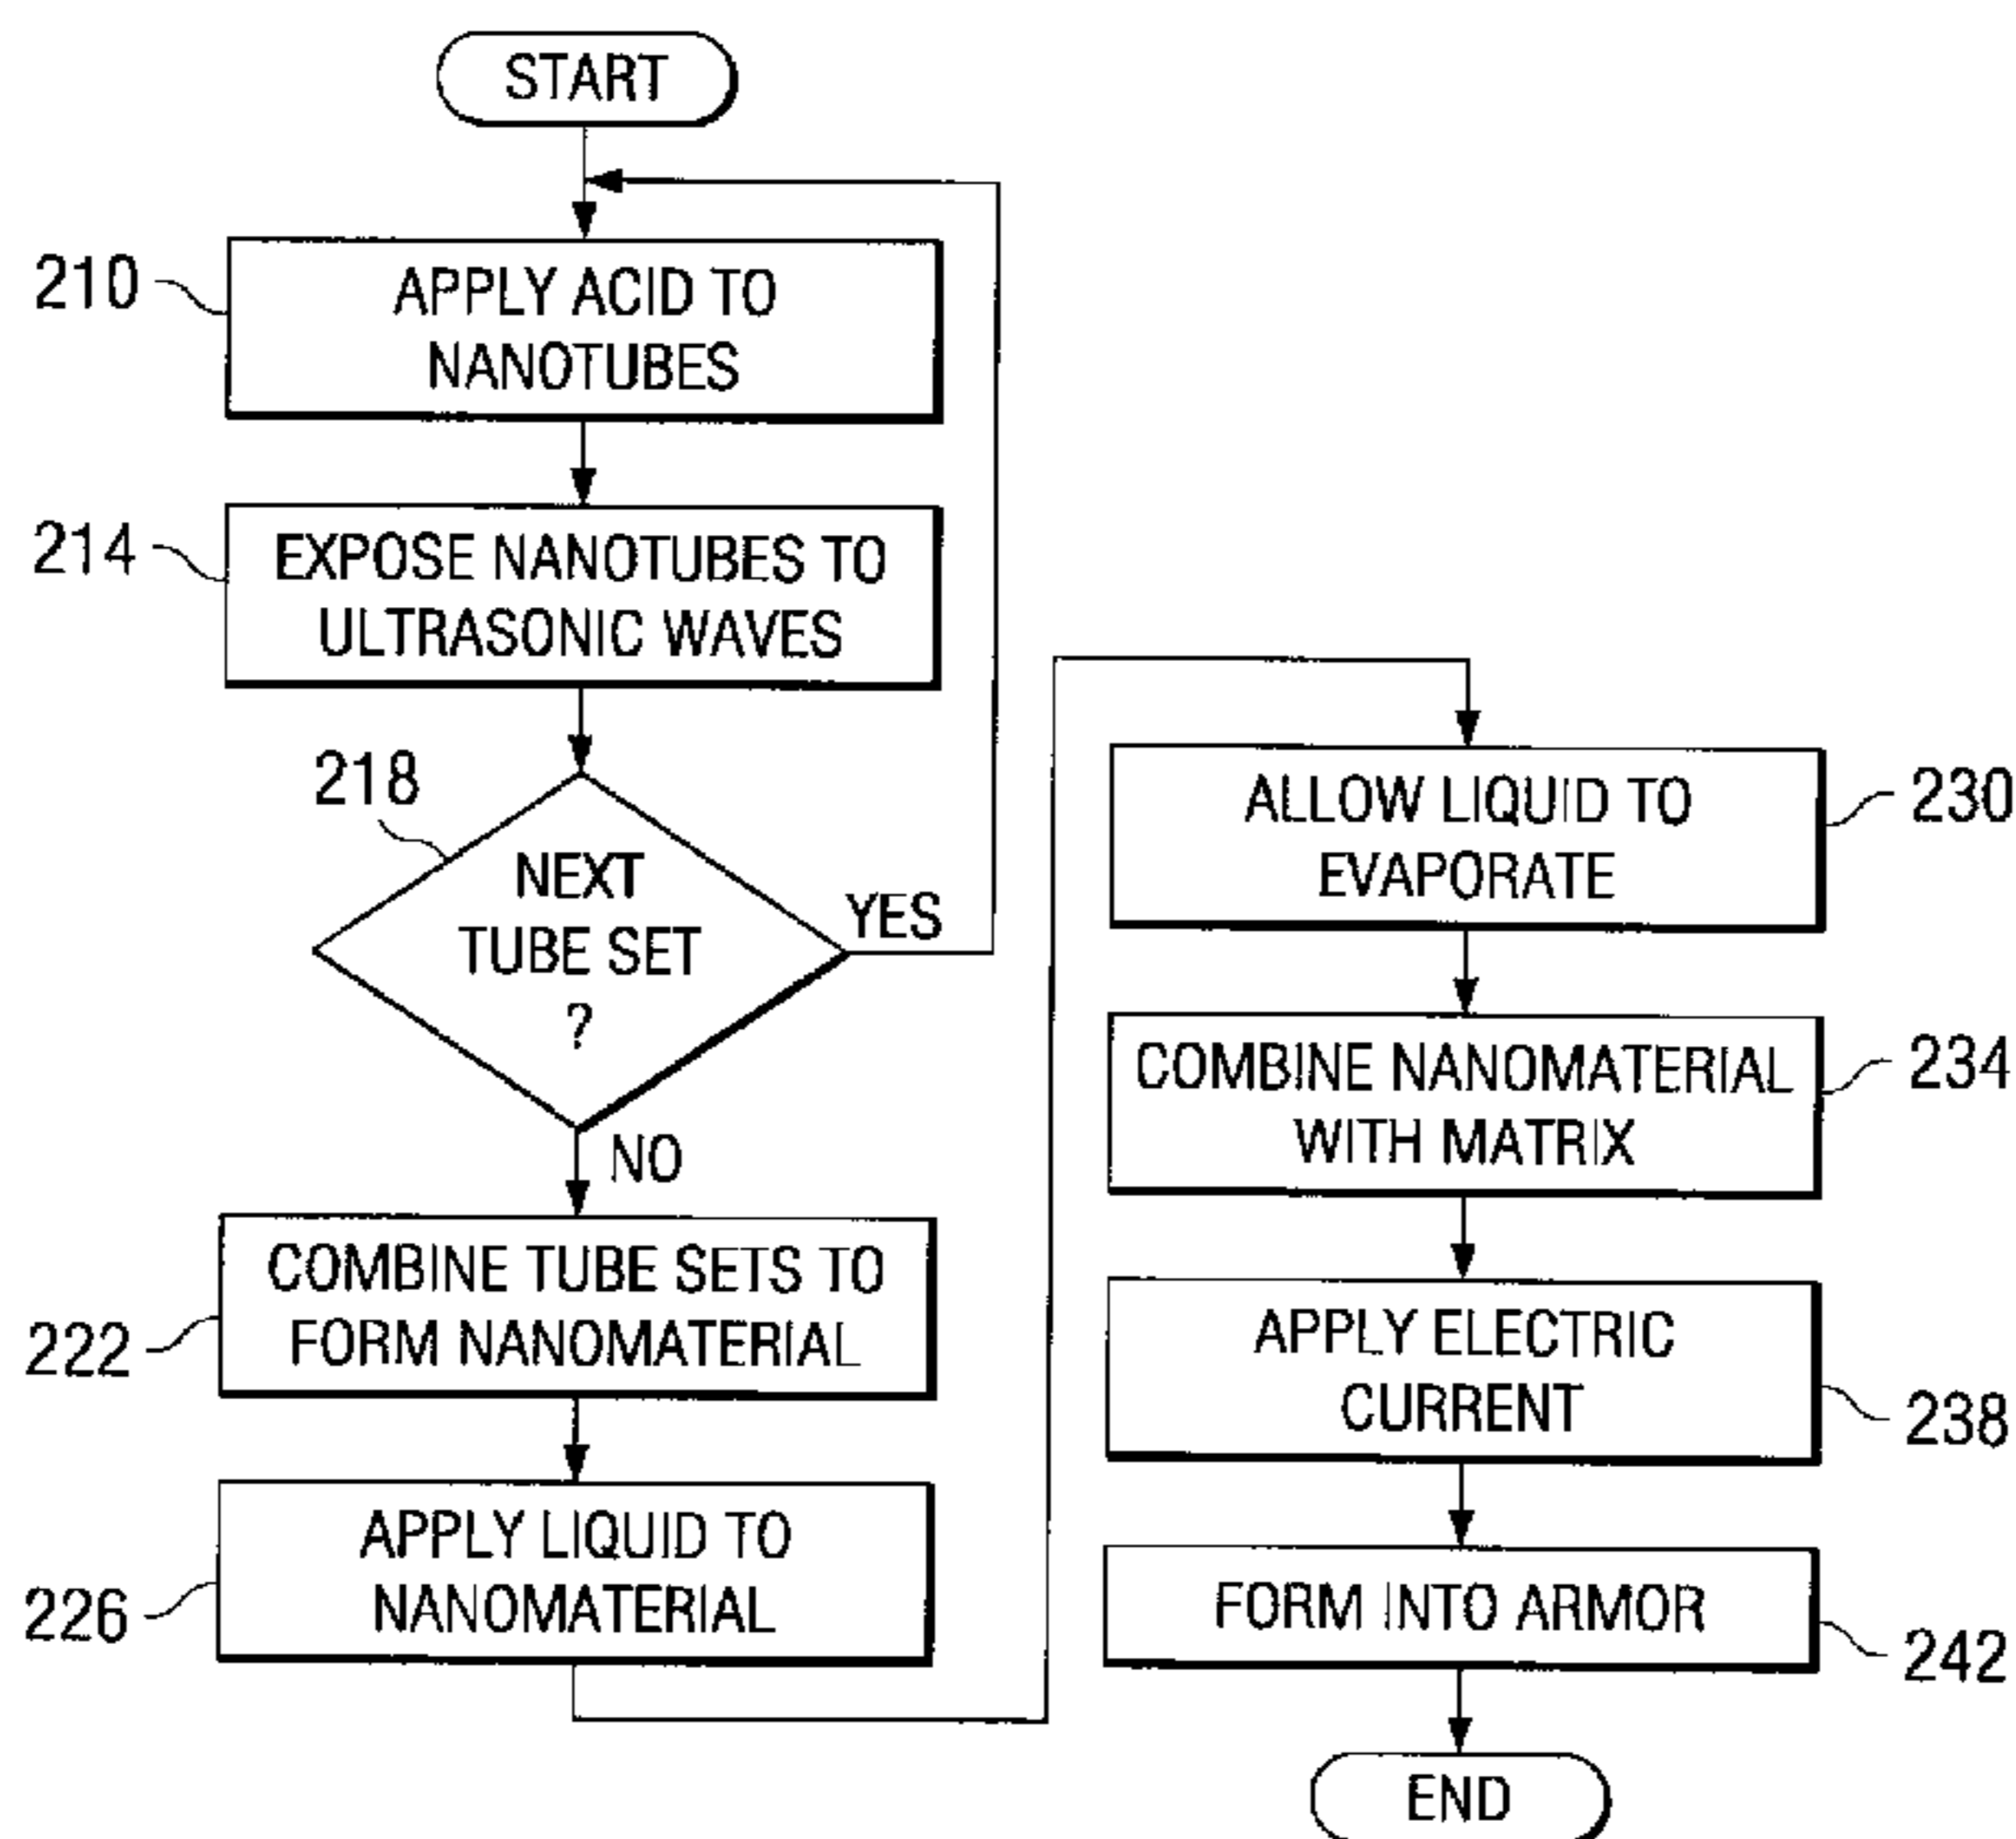 START
210
APPLY ACID TO
NANOTUBES
214
EXPOSE NANOTUBES TO
ULTRASONIC WAVES
218
NEXT
TUBE SET
?
YES
NO
222
COMBINE TUBE SETS TO
FORM NANOMATERIAL
226
APPLY LIQUID TO
NANOMATERIAL
ALLOW LIQUID TO
EVAPORATE
230
COMBINE NANOMATERIAL
WITH MATRIX
234
APPLY ELECTRIC
CURRENT
238
FORM INTO ARMOR
242
END